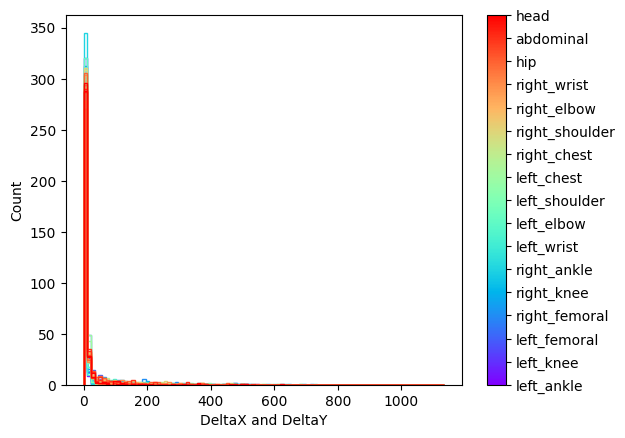 350
300
250
200
150
100
50
0
Count
0 200 400 600 800 1000
DeltaX and DeltaY
head
abdominal
hip
right_wrist
right_elbow
right_shoulder
right_chest
left_chest
left_shoulder
left_elbow
left_wrist
right_ankle
right_knee
right_femoral
left_femoral
left_knee
left_ankle